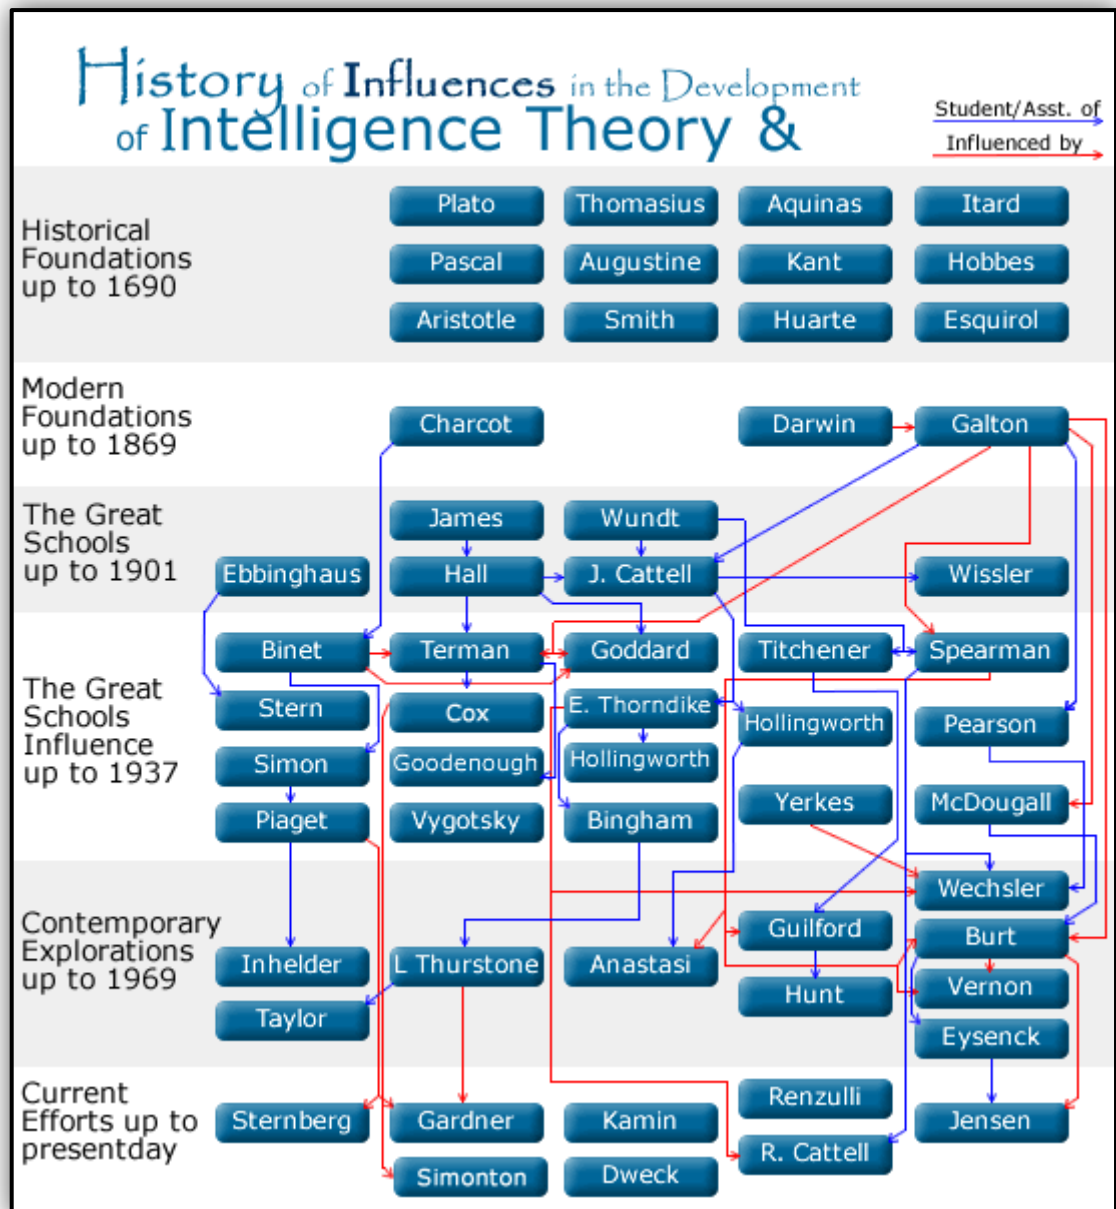 History of Influences in the Development
of Intelligence Theory &
Student/Asst. of
Influenced by
Historical
Foundations
up to 1690
Plato Thomasius Aquinas Itard
Pascal Augustine Kant Hobbes
Aristotle Smith Huarte Esquirol
Modern
Foundations
up to 1869
Charcot Darwin Galton
The Great
Schools
up to 1901
James Wundt
Ebbinghaus Hall J. Cattell Wissler
The Great
Schools
Influence
up to 1937
Binet Terman Goddard Titchener Spearman
Stern Cox E. Thorndike Hollingworth Pearson
Simon Goodenough Hollingworth
Piaget Vygotsky Bingham Yerkes McDougall
Contemporary
Explorations
up to 1969
Wechsler
Guilford Burt
Inhelder L Thurstone Anastasi
Hunt Vernon
Taylor Eysenck
Current
Efforts up to
presentday
Renzulli
Sternberg Gardner Kamin Jensen
R. Cattell
Simonton Dweck